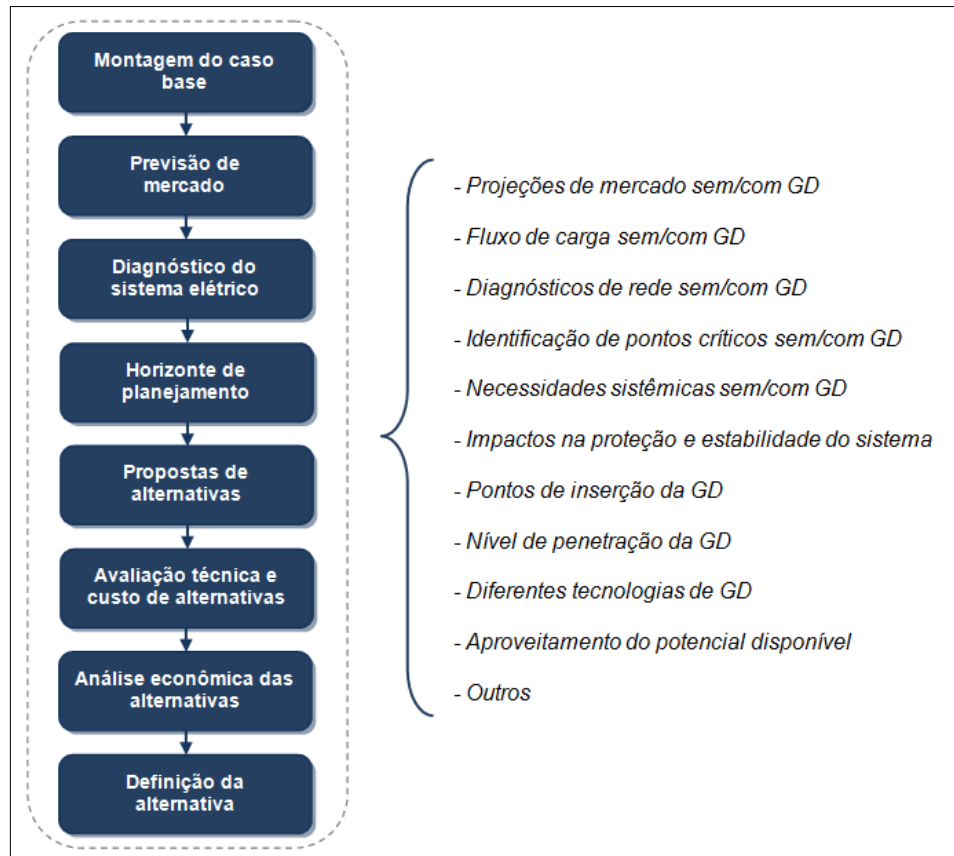 Montagem do caso
base
Previsão de
mercado
Diagnóstico do
sistema elétrico
Horizonte de
planejamento
Propostas de
alternativas
Avaliação técnica e
custo de alternativas
Análise econômica das
alternativas
Definição da
alternativa
- Projeções de mercado sem/com GD
- Fluxo de carga sem/com GD
- Diagnósticos de rede sem/com GD
- Identificação de pontos críticos sem/com GD
- Necessidades sistêmicas sem/com GD
- Impactos na proteção e estabilidade do sistema
- Pontos de inserção da GD
- Nível de penetração da GD
- Diferentes tecnologias de GD
- Aproveitamento do potencial disponível
- Outros